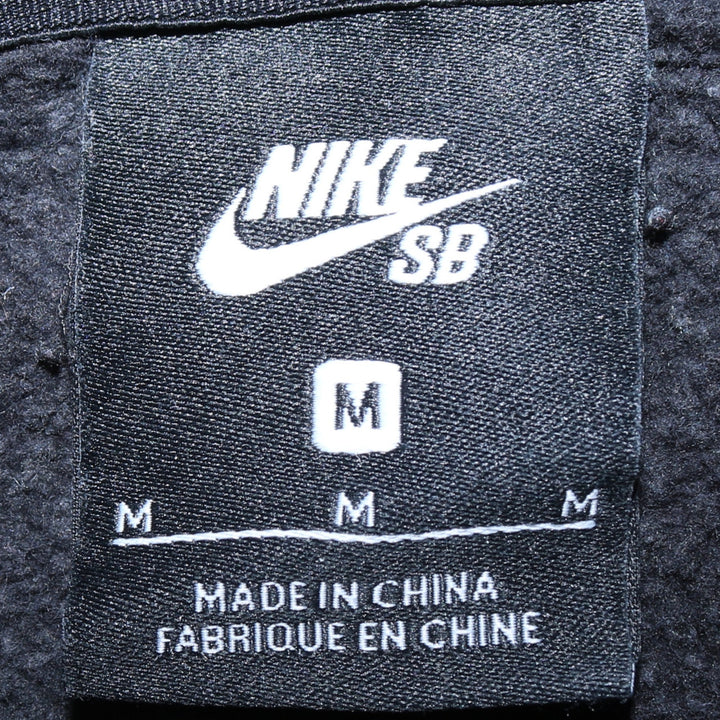 NIKE
SB
M
M M M
MADE IN CHINA
FABRIQUE EN CHINE